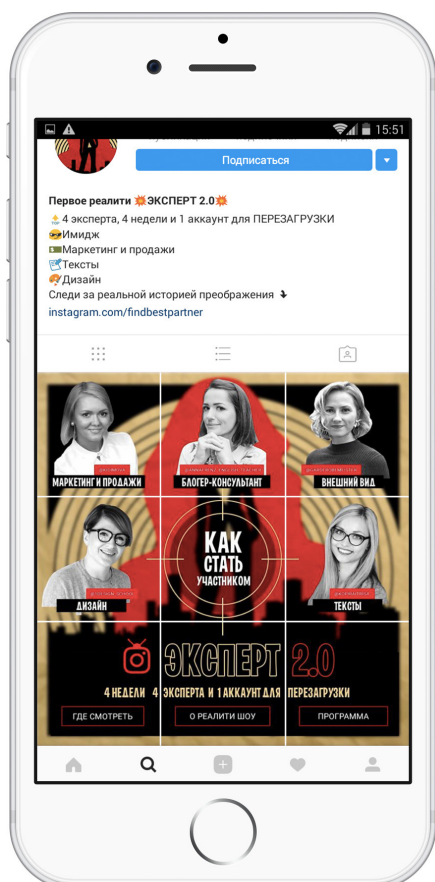 15:51
Подписаться
Первое реалити 💥ЭКСПЕРТ 2.0💥
🔝 4 эксперта, 4 недели и 1 аккаунт для ПЕРЕЗАГРУЗКИ
😎Имидж
💵Маркетинг и продажи
📝Тексты
🎨Дизайн
Следи за реальной историей преображения ⤵
instagram.com/findbestpartner
МАРКЕТИНГ И ПРОДАЖИ
БЛОГЕР-КОНСУЛЬТАНТ
ВНЕШНИЙ ВИД
ДИЗАЙН
КАК
СТАТЬ
УЧАСТНИКОМ
ТЕКСТЫ
ЭКСПЕРТ 2.0
4 НЕДЕЛИ 4 ЭКСПЕРТА И 1 АККАУНТ ДЛЯ ПЕРЕЗАГРУЗКИ
ГДЕ СМОТРЕТЬ
О РЕАЛИТИ ШОУ
ПРОГРАММА